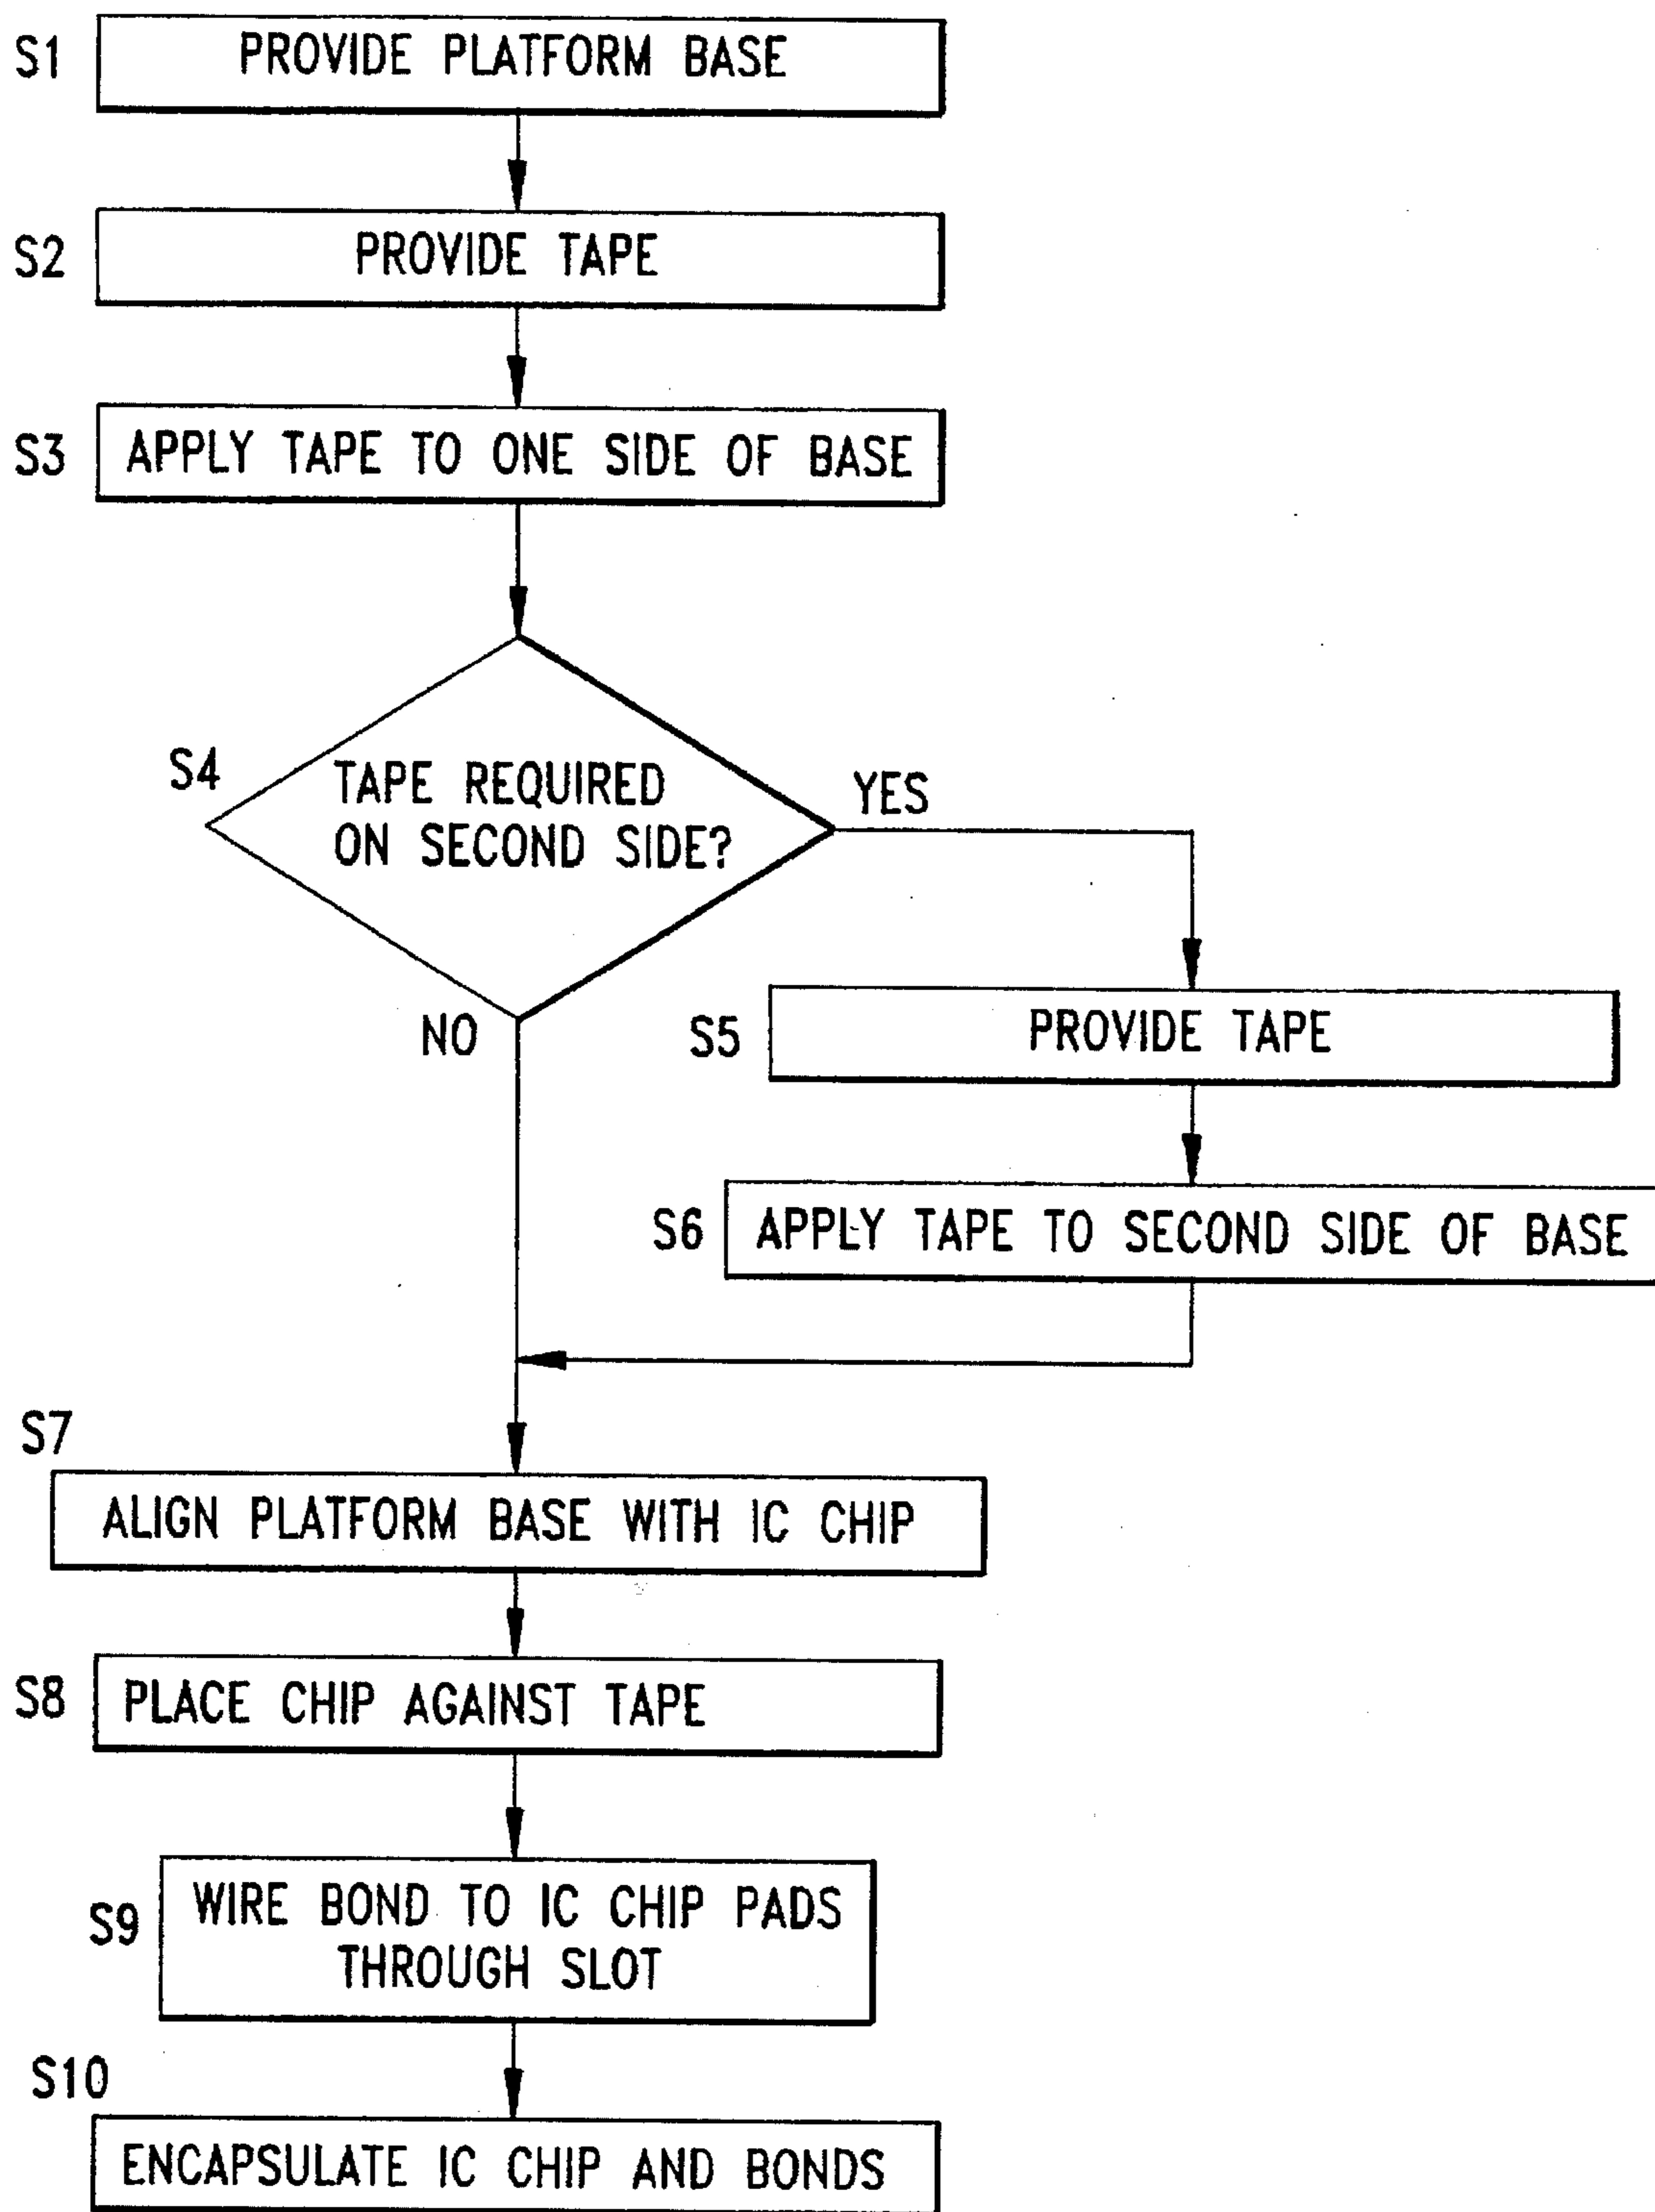 S1 PROVIDE PLATFORM BASE
S2 PROVIDE TAPE
S3 APPLY TAPE TO ONE SIDE OF BASE
S4 TAPE REQUIRED
ON SECOND SIDE?
YES
NO
S5 PROVIDE TAPE
S6 APPLY TAPE TO SECOND SIDE OF BASE
S7
ALIGN PLATFORM BASE WITH IC CHIP
S8 PLACE CHIP AGAINST TAPE
S9 WIRE BOND TO IC CHIP PADS
THROUGH SLOT
S10
ENCAPSULATE IC CHIP AND BONDS